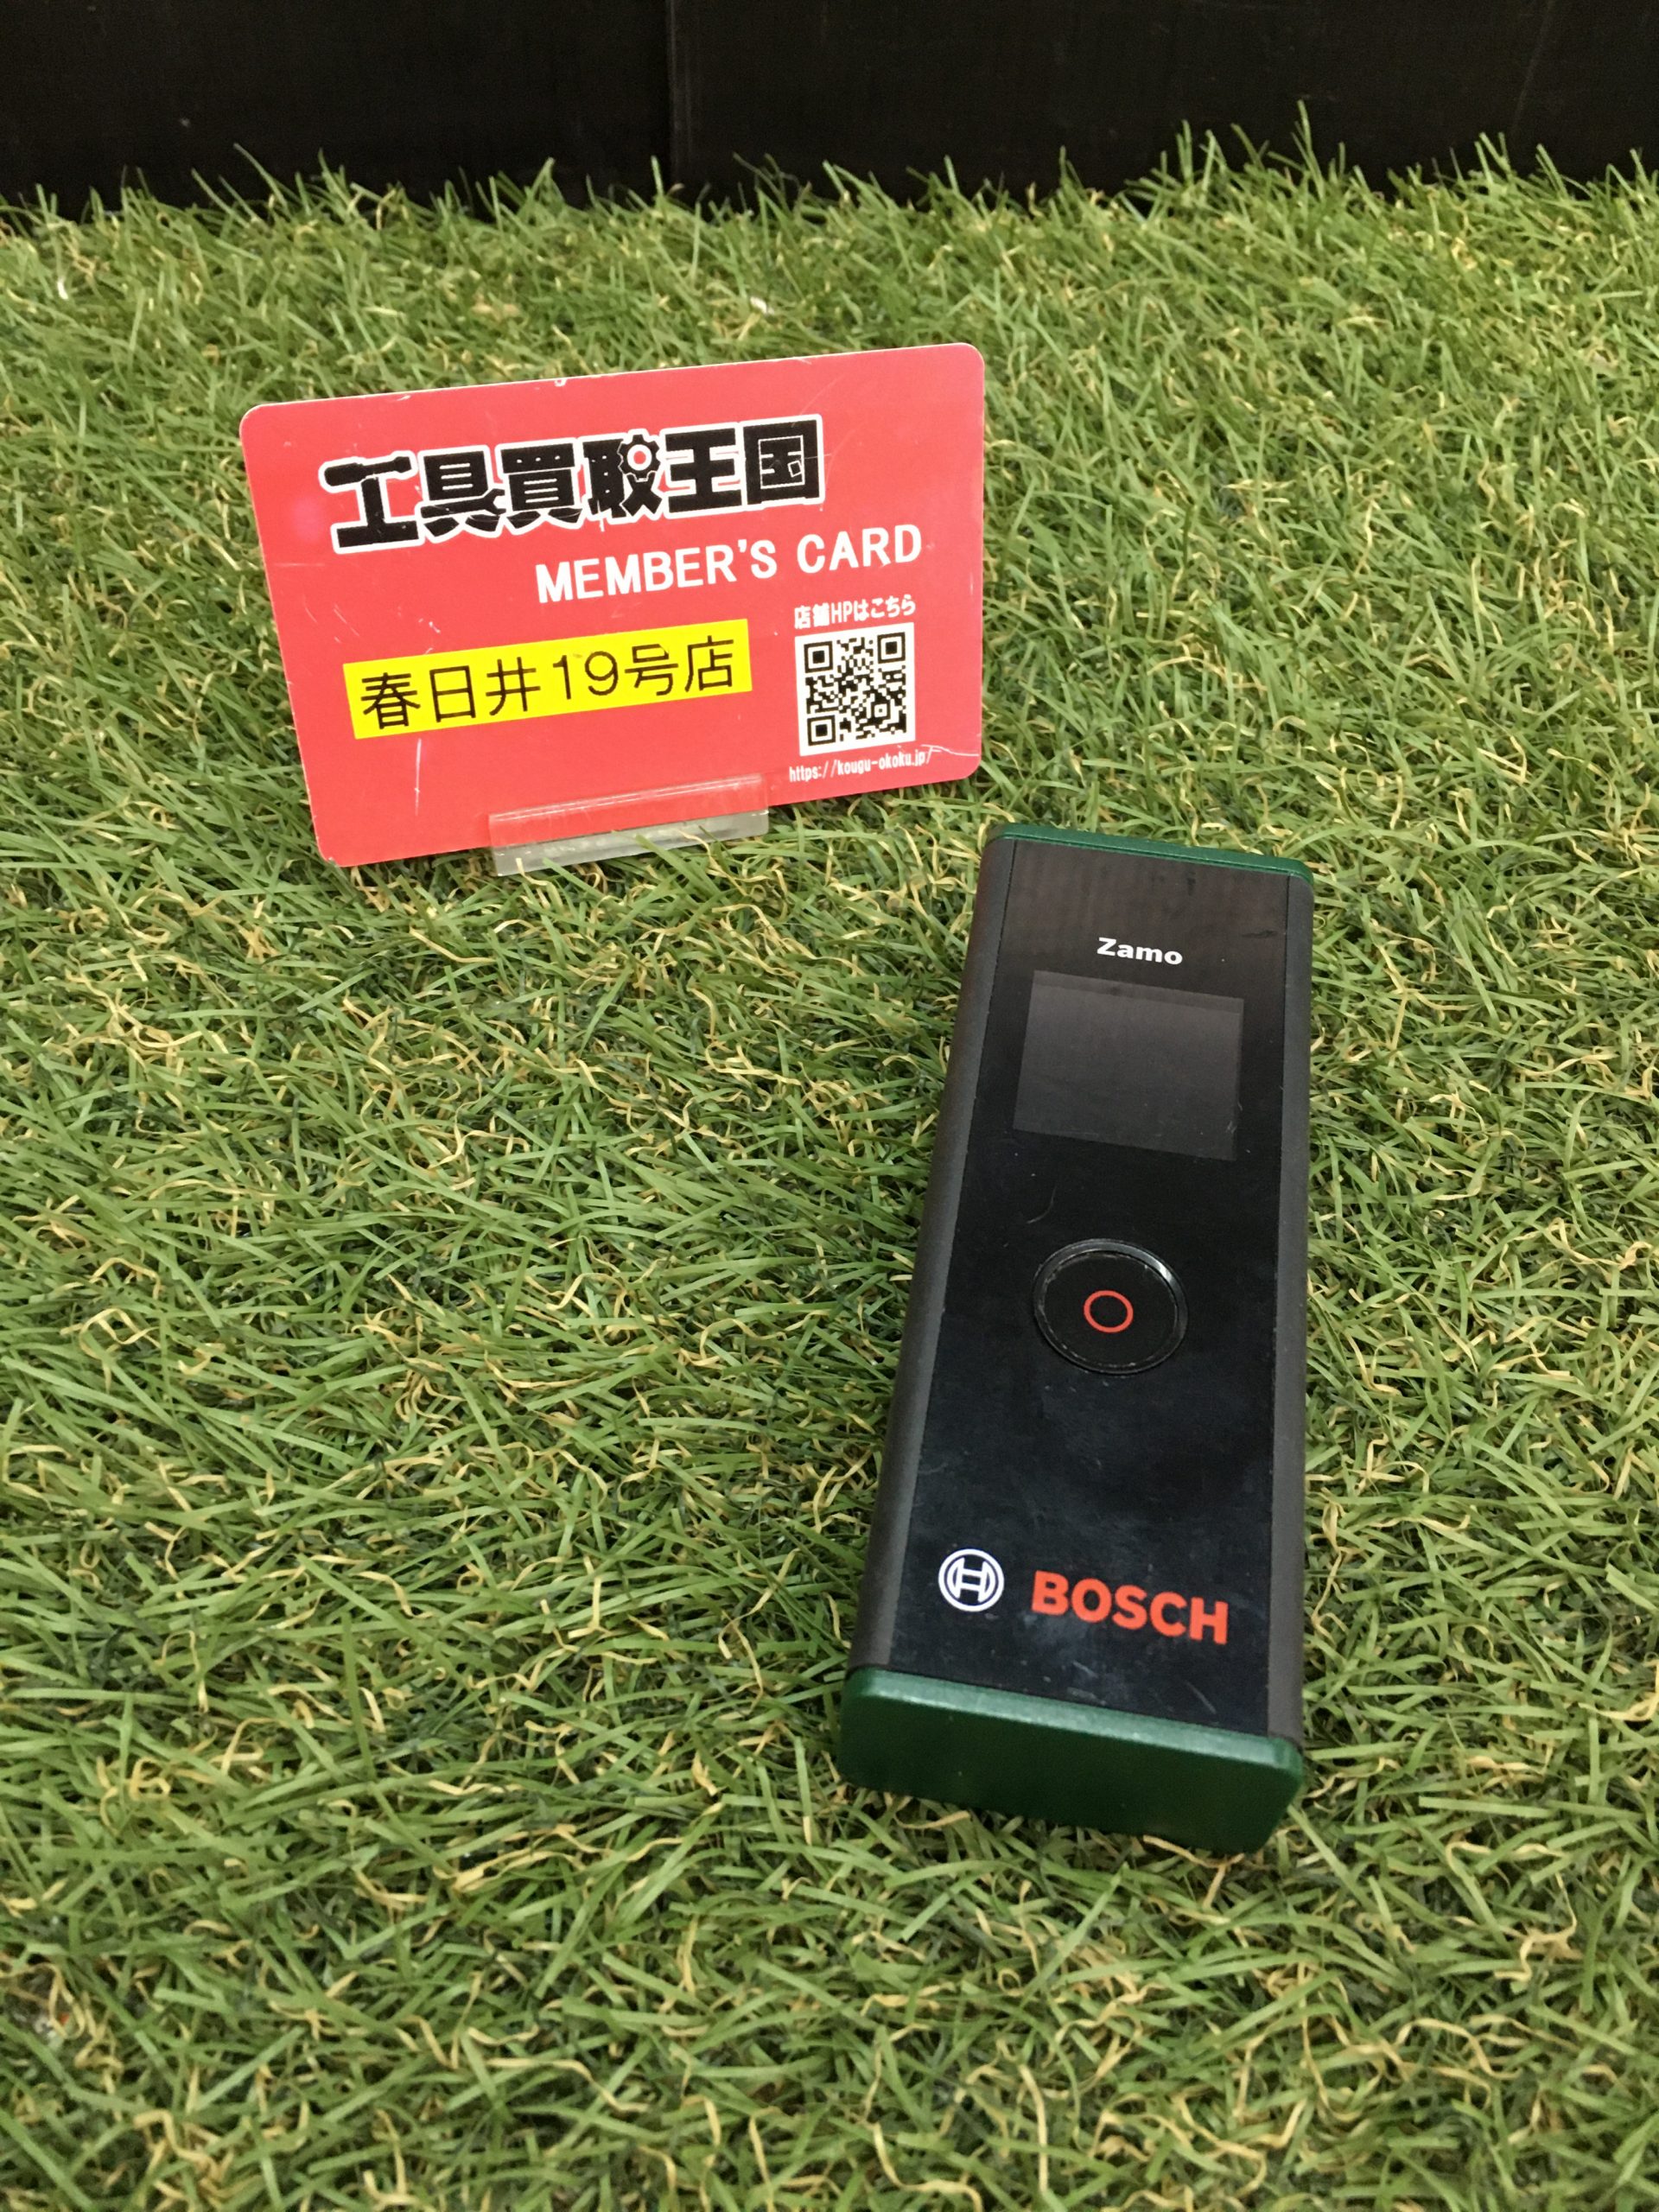 工具買取王国
MEMBER'S CARD
店舗HPはこちら
春日井19号店
https://kougu-okoku.jp/
Zamo
BOSCH